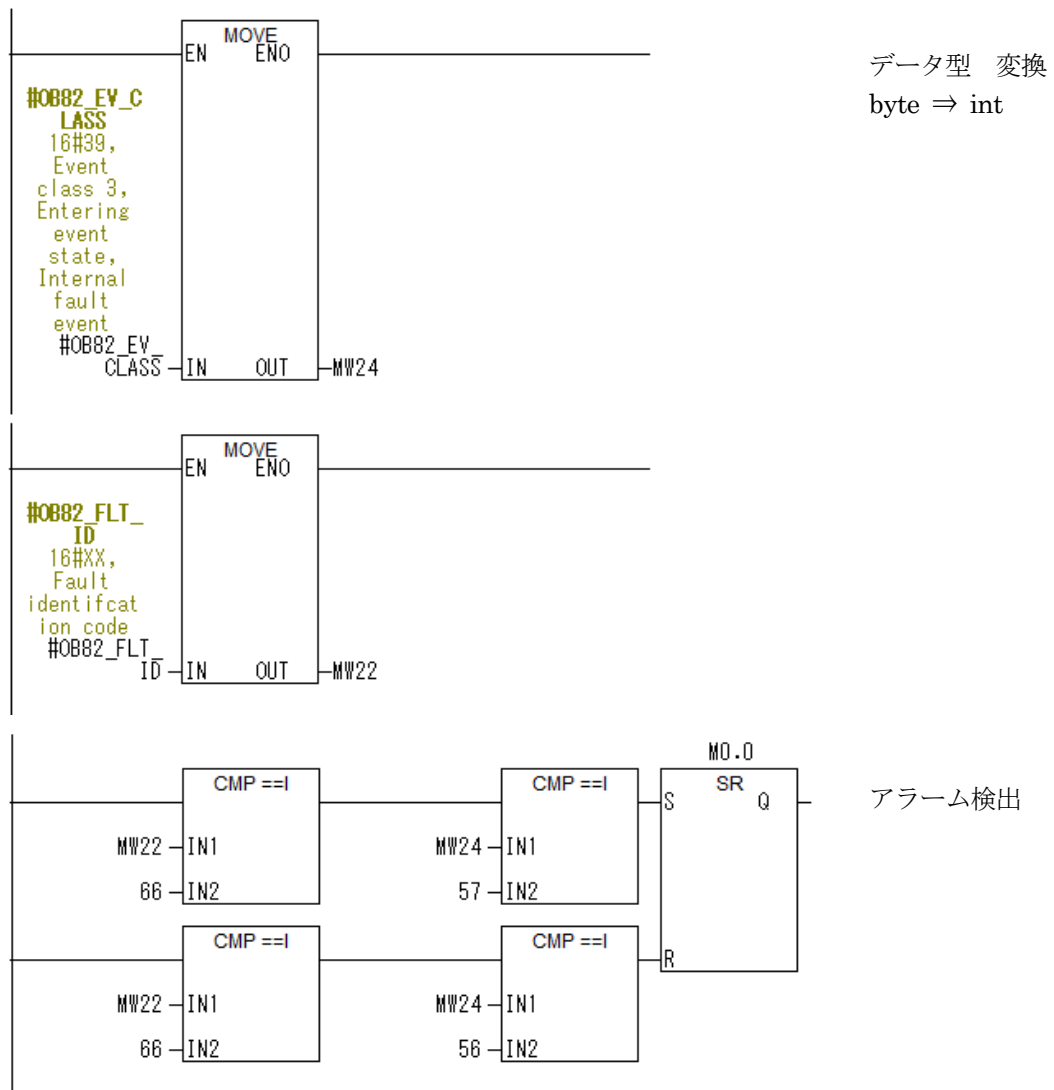 MOVE
EN ENO
データ型 変換
byte ⇒ int
#OB82_EV_C
LASS
16#39,
Event
class 3,
Entering
event
state,
Internal
fault
event
#OB82_EV_
CLASS IN OUT MW24
MOVE
EN ENO
#OB82_FLT_
ID
16#XX,
Fault
identifcat
ion code
#OB82_FLT_
ID IN OUT MW22
M0.0
CMP ==I CMP ==I SR
S Q
アラーム検出
MW22 IN1 MW24 IN1
66 IN2 57 IN2
CMP ==I CMP ==I
R
MW22 IN1 MW24 IN1
66 IN2 56 IN2